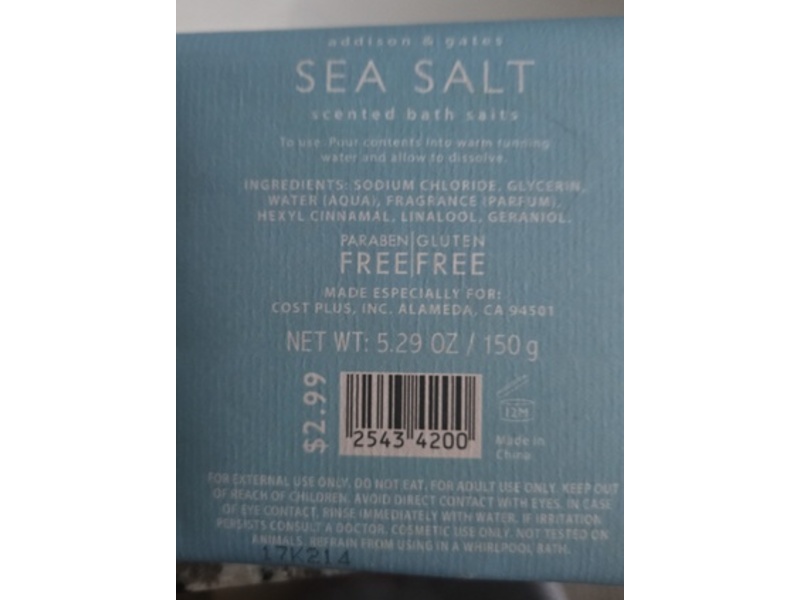 addison & gates
SEA SALT
scented bath salts
To use: Pour contents into warm running
water and allow to dissolve.
INGREDIENTS: SODIUM CHLORIDE, GLYCERIN,
WATER (AQUA), FRAGRANCE (PARFUM),
HEXYL CINNAMAL, LINALOOL, GERANIOL.
PARABEN GLUTEN
FREE FREE
MADE ESPECIALLY FOR:
COST PLUS, INC. ALAMEDA, CA 94501
NET WT: 5.29 OZ / 150 g
$2.99
2543 4200
12M
Made in
China
FOR EXTERNAL USE ONLY. DO NOT EAT. FOR ADULT USE ONLY. KEEP OUT
OF REACH OF CHILDREN. AVOID DIRECT CONTACT WITH EYES. IN CASE
OF EYE CONTACT, RINSE IMMEDIATELY WITH WATER. IF IRRITATION
PERSISTS CONSULT A DOCTOR. COSMETIC USE ONLY. NOT TESTED ON
ANIMALS. REFRAIN FROM USING IN A WHIRLPOOL BATH.
17K214